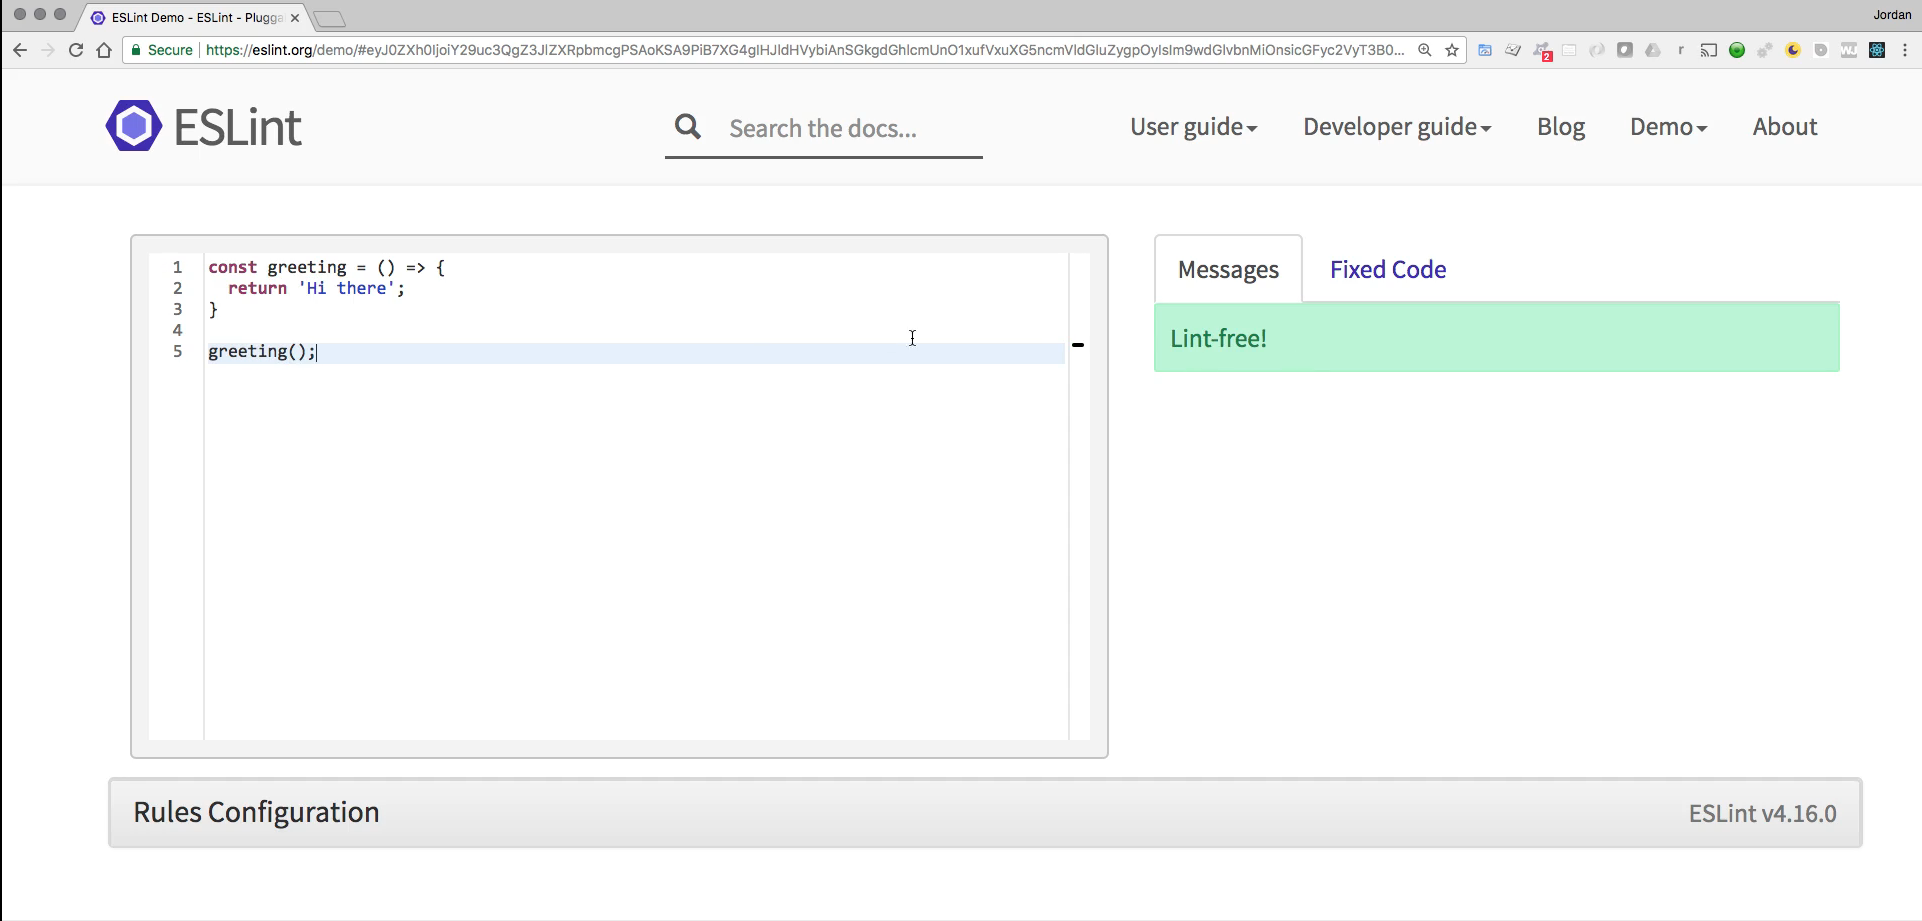 ESLint Demo - ESLint - Plugga
Jordan
Secure https://eslint.org/demo/#eyJ0ZXh0IjoiY29uc3QgZ3JlZXRpbmcgPSAoKSA9PiB7XG4gIHJldHVybiAnSGkgdGhlcmUnO1xufVxuXG5ncmVldGluZygpOyIsIm9wdGlvbnMiOnsicGFyc2VyT3B0...
2
r
WJ
ESLint
Search the docs...
User guide
Developer guide
Blog
Demo
About
1 const greeting = () => {
2 return 'Hi there';
3 }
4
5 greeting();
Messages
Fixed Code
Lint-free!
Rules Configuration
ESLint v4.16.0